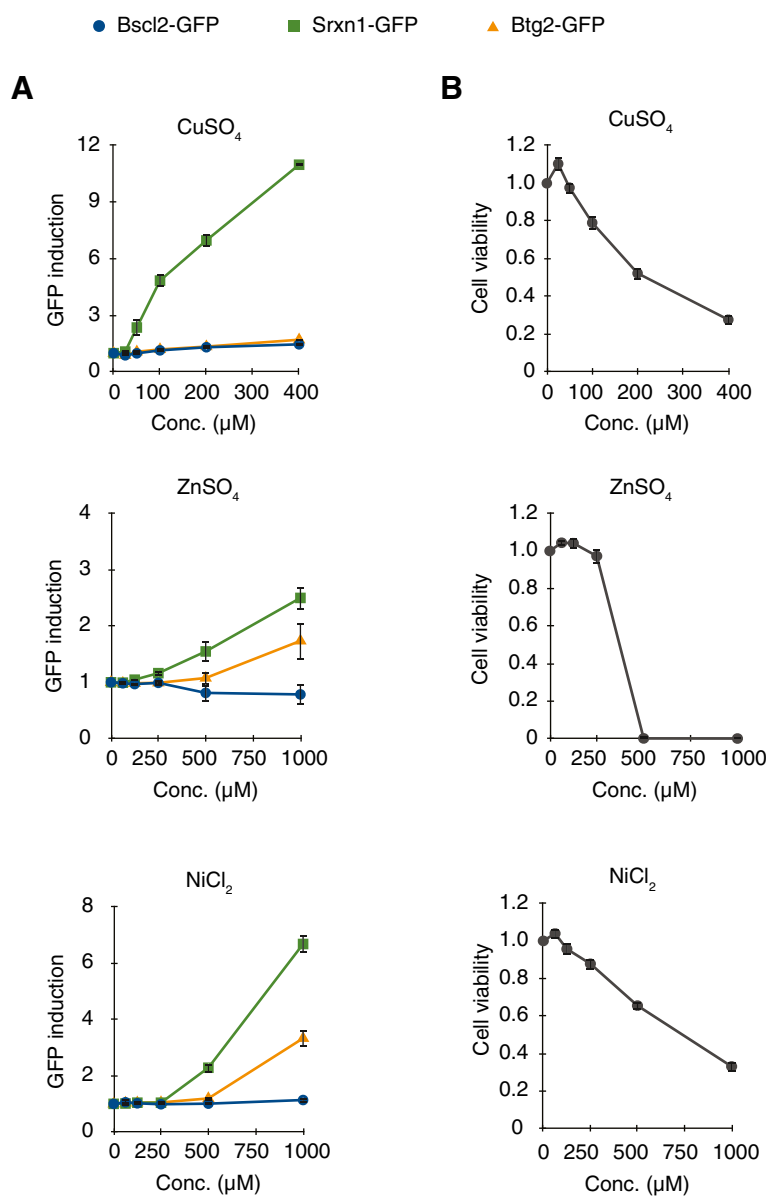 Bscl2-GFP Srxn1-GFP Btg2-GFP
A
B
CuSO4
GFP induction
12
9
6
3
0
0 100 200 300 400
Conc. (µM)
CuSO4
Cell viability
1.2
1.0
0.8
0.6
0.4
0.2
0
0 100 200 300 400
Conc. (µM)
ZnSO4
GFP induction
4
3
2
1
0
0 250 500 750 1000
Conc. (µM)
ZnSO4
Cell viability
1.2
1.0
0.8
0.6
0.4
0.2
0
0 250 500 750 1000
Conc. (µM)
NiCl2
GFP induction
8
6
4
2
0
0 250 500 750 1000
Conc. (µM)
NiCl2
Cell viability
1.2
1.0
0.8
0.6
0.4
0.2
0
0 250 500 750 1000
Conc. (µM)